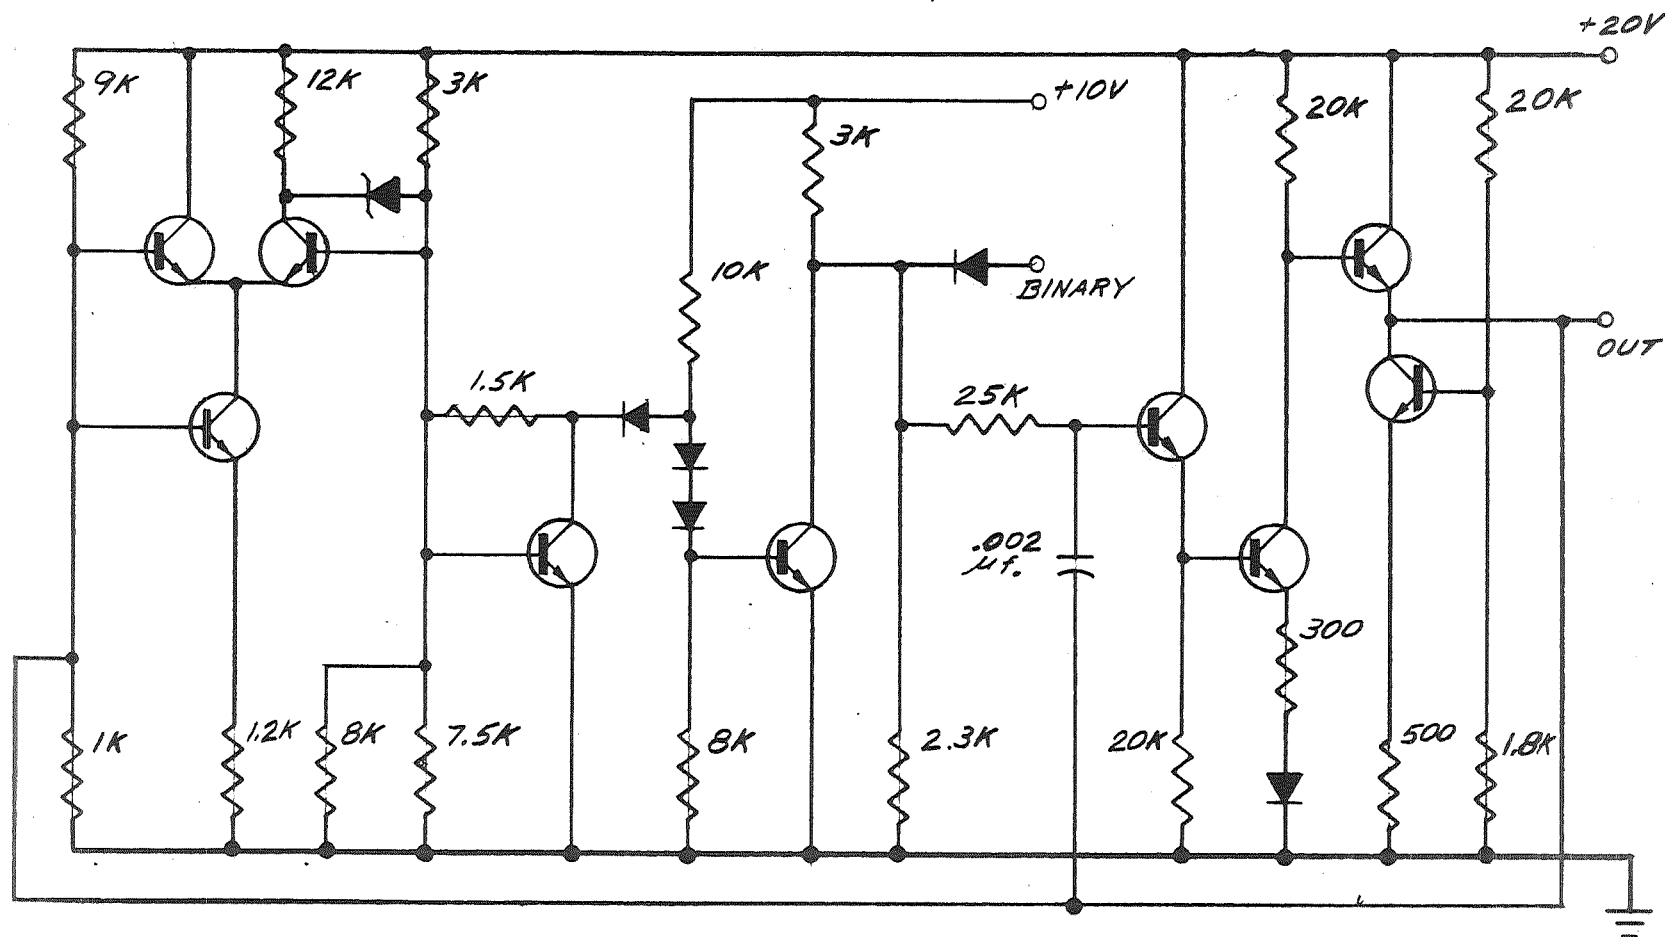 +20V
9K
12K
3K
+10V
20K
20K
3K
10K
BINARY
OUT
1.5K
25K
.002
μf.
300
1K
1.2K
8K
7.5K
8K
2.3K
20K
500
1.8K